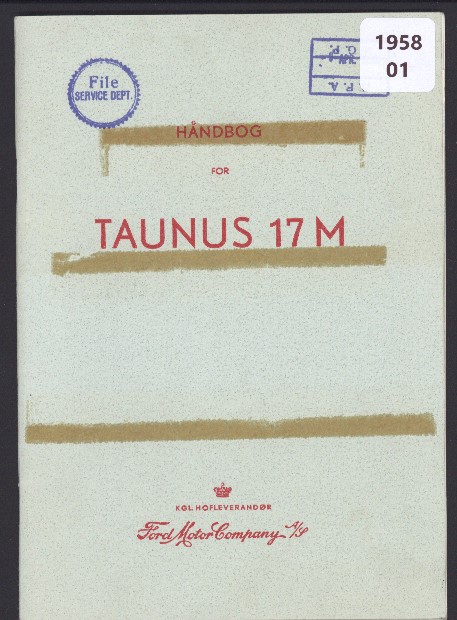 1958
01
File
SERVICE DEPT.
G. P.
P. A.
HÅNDBOG
FOR
TAUNUS 17 M
KGL. HOFLEVERANDØR
Ford Motor Company A/S